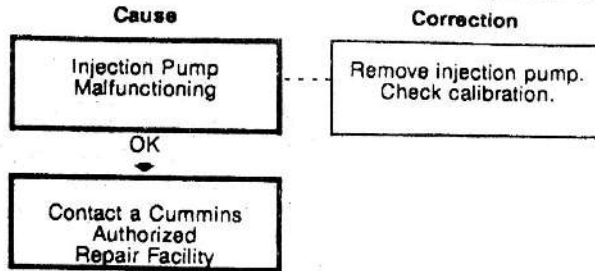 Cause
Correction
Injection Pump
Malfunctioning
Remove injection pump.
Check calibration.
OK
Contact a Cummins
Authorized
Repair Facility